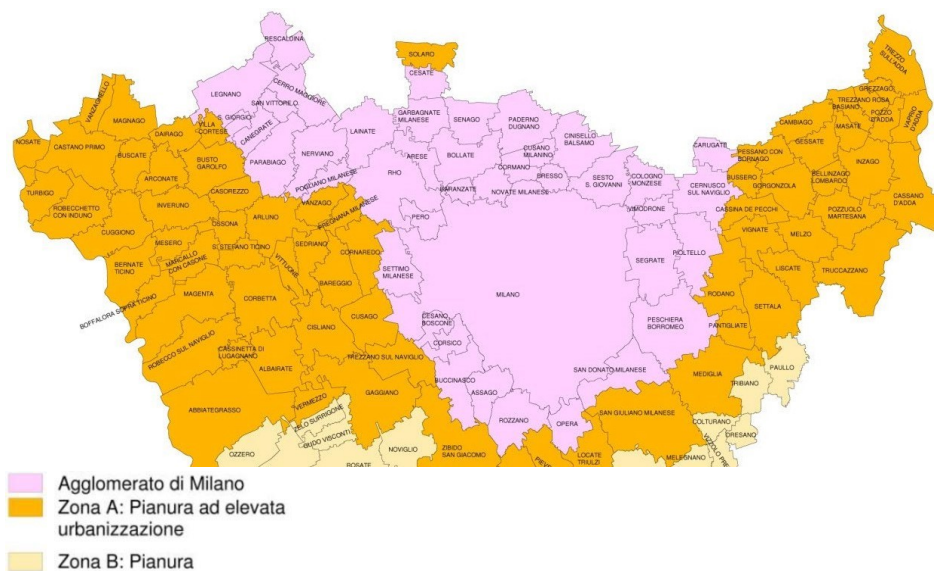 RESCALDINA
TREZZO
SULL'ADDA
SOLARO
CESATE
LEGNANO
CERRO MAGGIORE
VANZAGHELLO
GREZZAGO
SAN VITTORE O.
GARBAGNATE
MILANESE
SENAGO
PADERNO
DUGNANO
TREZZANO ROSA
BASIANO
POZZO
D'ADDA
VAPRIO
D'ADDA
MAGNAGO
S. GIORGIO
VILLA
CORTESE
CANEGRATE
LAINATE
CINISELLO
BALSAMO
CAMBIAGO
MASATE
NOSATE
DAIRAGO
CASTANO PRIMO
BUSCATE
BUSTO
GAROLFO
PARABIAGO
NERVIANO
ARESE
BOLLATE
CUSANO
MILANINO
CARUGATE
GESSATE
PESSANO CON
BORNAGO
INZAGO
CORMANO
BRESSO
SESTO
S. GIOVANNI
COLOGNO
MONZESE
RHO
BUSSERO
BELLINZAGO
LOMBARDO
ARCONATE
POGLIANO MILANESE
TURBIGO
BARANZATE
NOVATE MILANESE
CERNUSCO
SUL NAVIGLIO
GORGONZOLA
CASSANO
D'ADDA
CASOREZZO
VANZAGO
ROBECCHETTO
CON INDUNO
INVERUNO
PREGNANA MILANESE
PERO
VIMODRONE
CASSINA DE PECCHI
POZZUOLO
MARTESANA
OSSONA
ARLUNO
CUGGIONO
VIGNATE
MELZO
MESERO
S. STEFANO TICINO
SEDRIANO
CORNAREDO
PIOLTELLO
MARCALLO
CON CASONE
VITTUONE
SETTIMO
MILANESE
SEGRATE
BERNATE
TICINO
LISCATE
TRUCCAZZANO
BAREGGIO
MAGENTA
CORBETTA
MILANO
RODANO
BOFFALORA SOPRA TICINO
SETTALA
CUSAGO
CESANO
BOSCONE
PESCHIERA
BORROMEO
PANTIGLIATE
CISLIANO
ROBECCO SUL NAVIGLIO
CORSICO
CASSINETTA DI
LUGAGNANO
TREZZANO SUL NAVIGLIO
ALBAIRATE
SAN DONATO MILANESE
MEDIGLIA
PAULLO
BUCCINASCO
TRIBIANO
GAGGIANO
ASSAGO
VERMEZZO
ABBIATEGRASSO
SAN GIULIANO MILANESE
ZELO SURRIGONE
ROZZANO
OPERA
COLTURANO
DRESANO
GUDO VISCONTI
NOVIGLIO
ZIBIDO
SAN GIACOMO
LOCATE
TRIULZI
OZZERO
MELEGNANO
VIZZOLO PRE
ROSATE
PIEVE
Agglomerato di Milano
Zona A: Pianura ad elevata
urbanizzazione
Zona B: Pianura